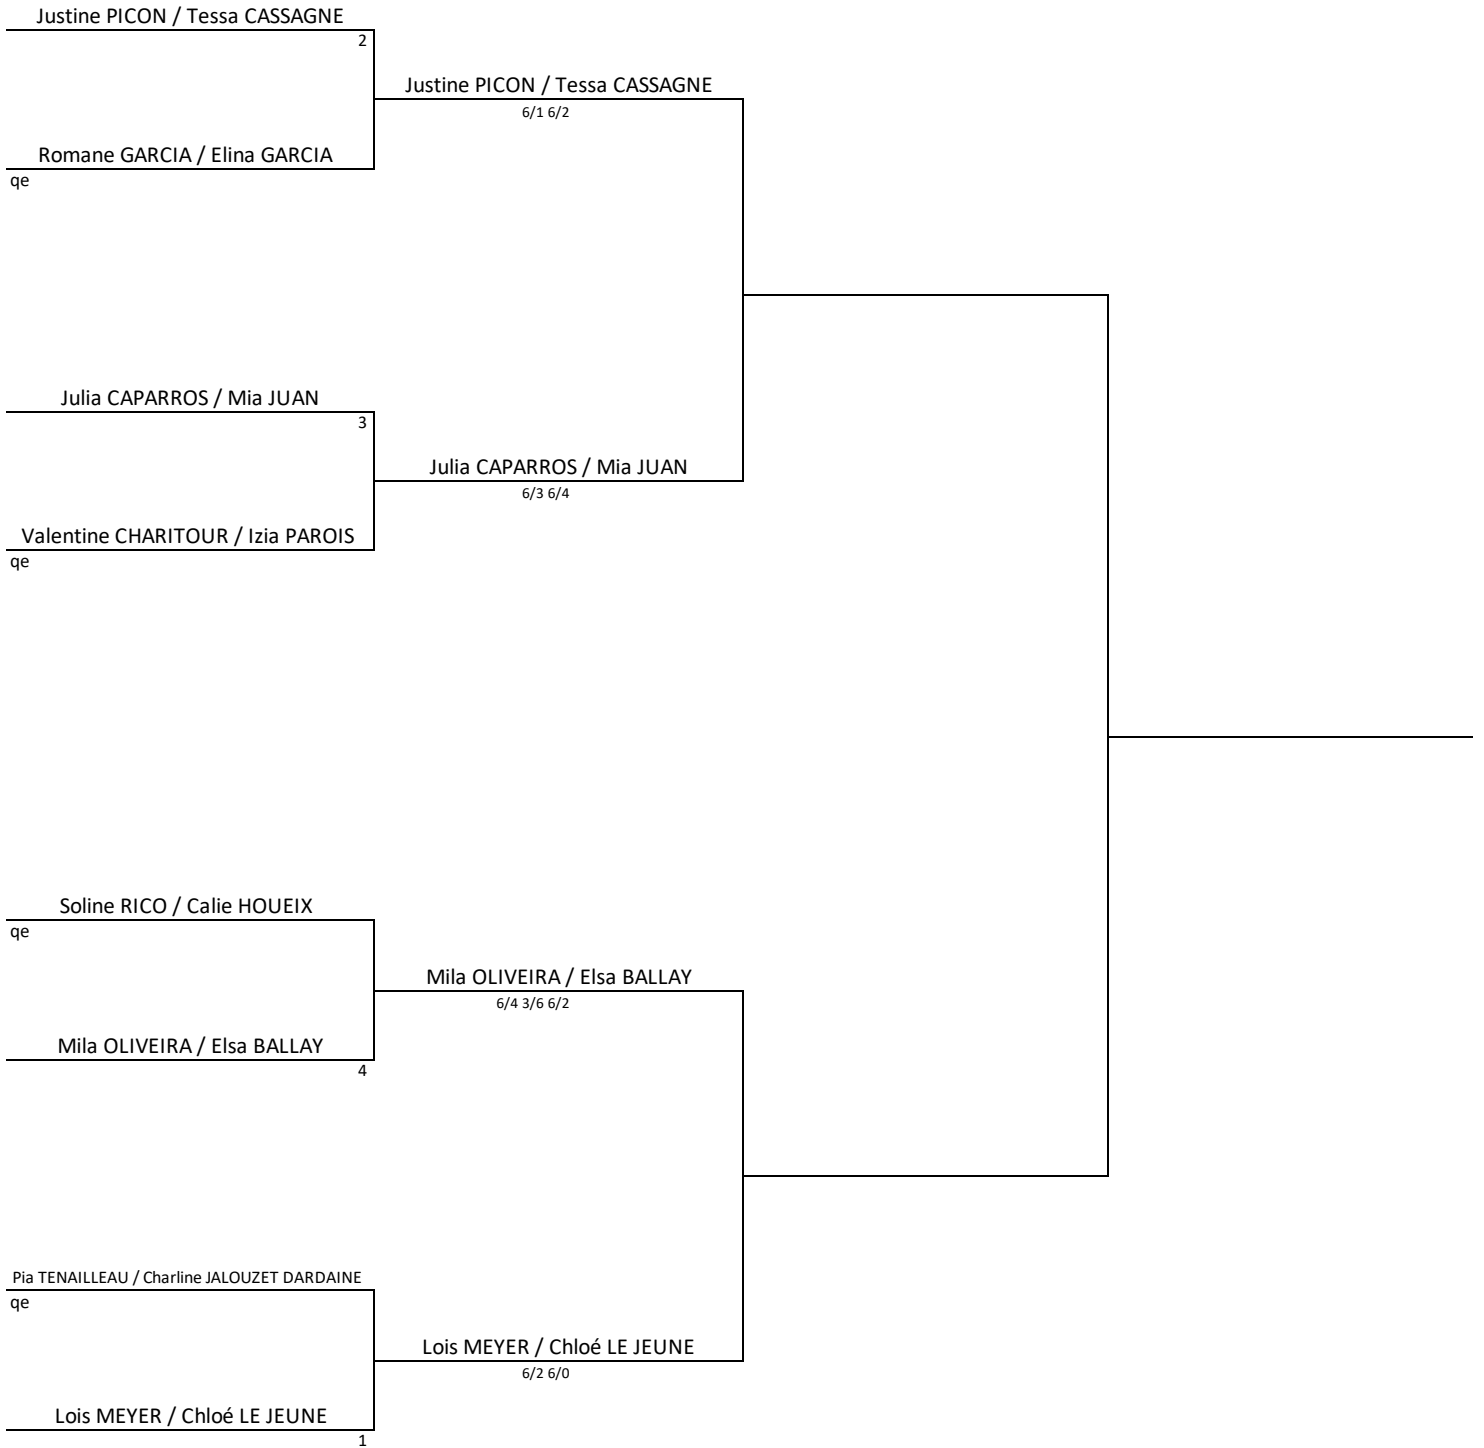 Justine PICON / Tessa CASSAGNE
2
Justine PICON / Tessa CASSAGNE
6/1 6/2
Romane GARCIA / Elina GARCIA
qe
Julia CAPARROS / Mia JUAN
3
Julia CAPARROS / Mia JUAN
6/3 6/4
Valentine CHARITOUR / Izia PAROIS
qe
Soline RICO / Calie HOUEIX
qe
Mila OLIVEIRA / Elsa BALLAY
6/4 3/6 6/2
Mila OLIVEIRA / Elsa BALLAY
4
Pia TENAILLEAU / Charline JALOUZET DARDAINE
qe
Lois MEYER / Chloé LE JEUNE
6/2 6/0
Lois MEYER / Chloé LE JEUNE
1